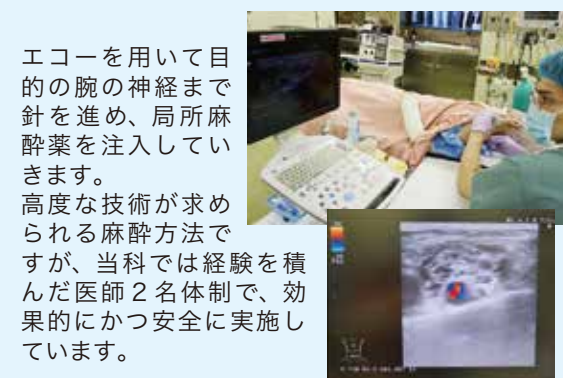 エコーを用いて目
的の腕の神経まで
針を進め、局所麻
酔薬を注入してい
きます。
高度な技術が求め
られる麻酔方法で
すが、当科では経験を積
んだ医師２名体制で、効
果的にかつ安全に実施し
ています。